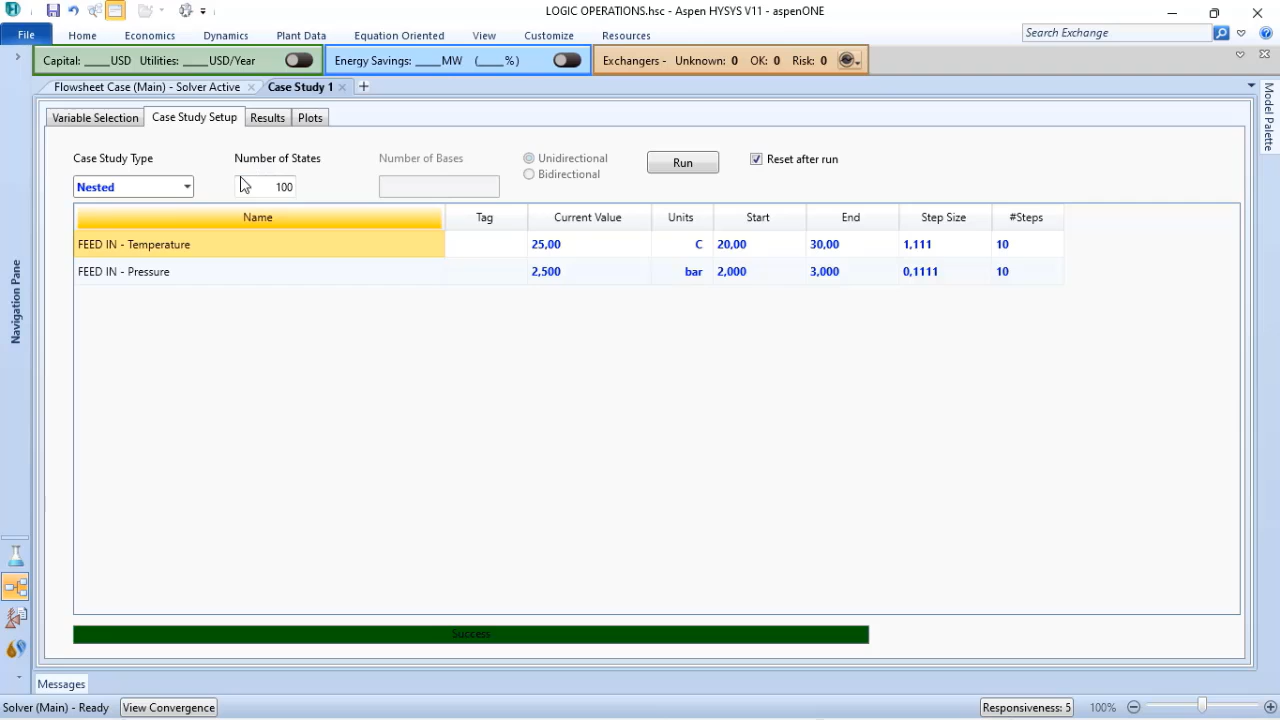 LOGIC OPERATIONS.hsc - Aspen HYSYS V11 - aspenONE
File Home Economics Dynamics Plant Data Equation Oriented View Customize Resources Search Exchange
Capital: ____USD Utilities: ____USD/Year Energy Savings: ____MW (____%) Exchangers - Unknown: 0 OK: 0 Risk: 0
Flowsheet Case (Main) - Solver Active Case Study 1
Model Palette
Navigation Pane
Variable Selection Case Study Setup Results Plots
Case Study Type Number of States Number of Bases Unidirectional Run Reset after run
Bidirectional
Nested 100
Name Tag Current Value Units Start End Step Size #Steps
FEED IN - Temperature 25,00 C 20,00 30,00 1,111 10
FEED IN - Pressure 2,500 bar 2,000 3,000 0,1111 10
Success
Messages
Solver (Main) - Ready View Convergence Responsiveness: 5 100%